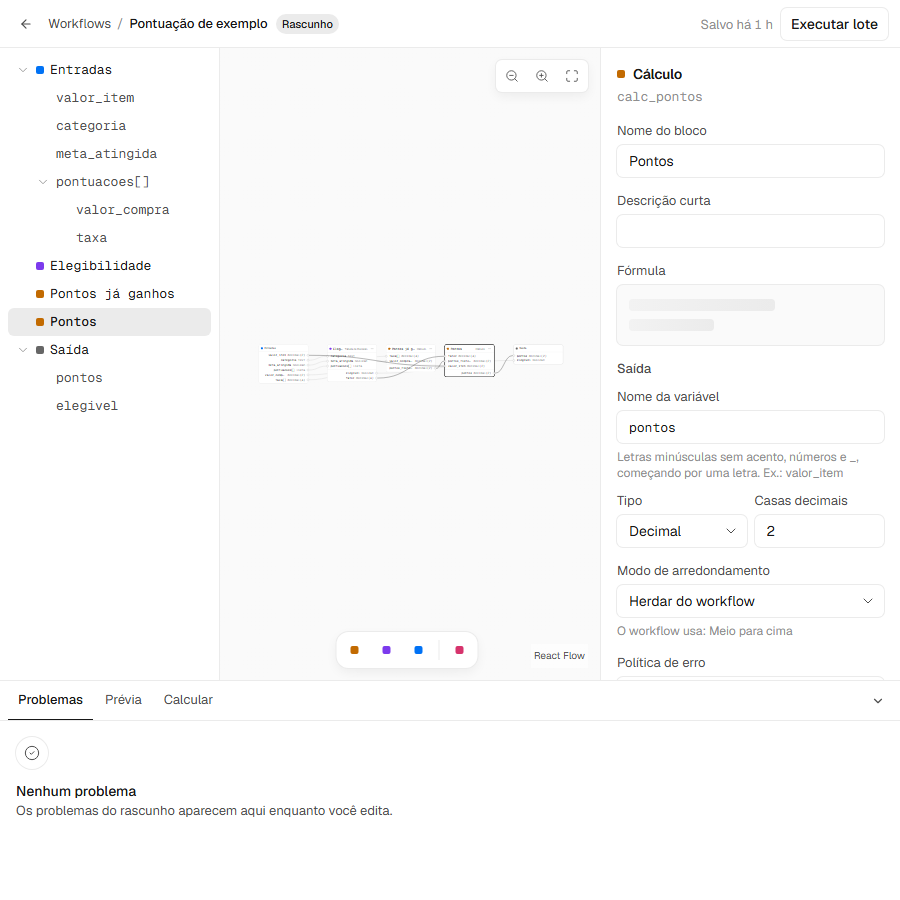 Workflows / Pontuação de exemplo Rascunho
Salvo há 1 h
Executar lote
Entradas
valor_item
categoria
meta_atingida
pontuacoes[]
valor_compra
taxa
Elegibilidade
Pontos já ganhos
Pontos
Saída
pontos
elegivel
React Flow
Cálculo
calc_pontos
Nome do bloco
Pontos
Descrição curta
Fórmula
Saída
Nome da variável
pontos
Letras minúsculas sem acento, números e _,
começando por uma letra. Ex.: valor_item
Tipo
Casas decimais
Decimal
2
Modo de arredondamento
Herdar do workflow
O workflow usa: Meio para cima
Política de erro
Problemas
Prévia
Calcular
Nenhum problema
Os problemas do rascunho aparecem aqui enquanto você edita.